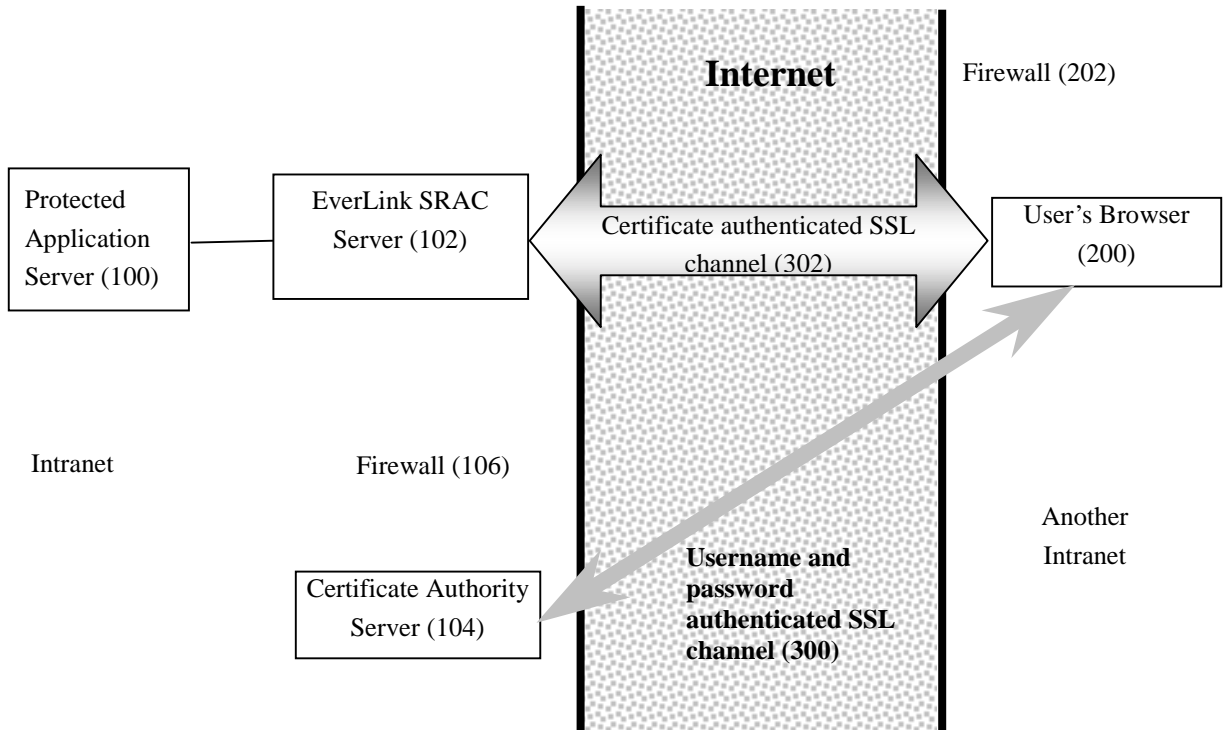 Internet
Firewall (202)
Protected
Application
Server (100)
EverLink SRAC
Server (102)
Certificate authenticated SSL
channel (302)
User's Browser
(200)
Intranet
Firewall (106)
Another
Intranet
Certificate Authority
Server (104)
Username and
password
authenticated SSL
channel (300)